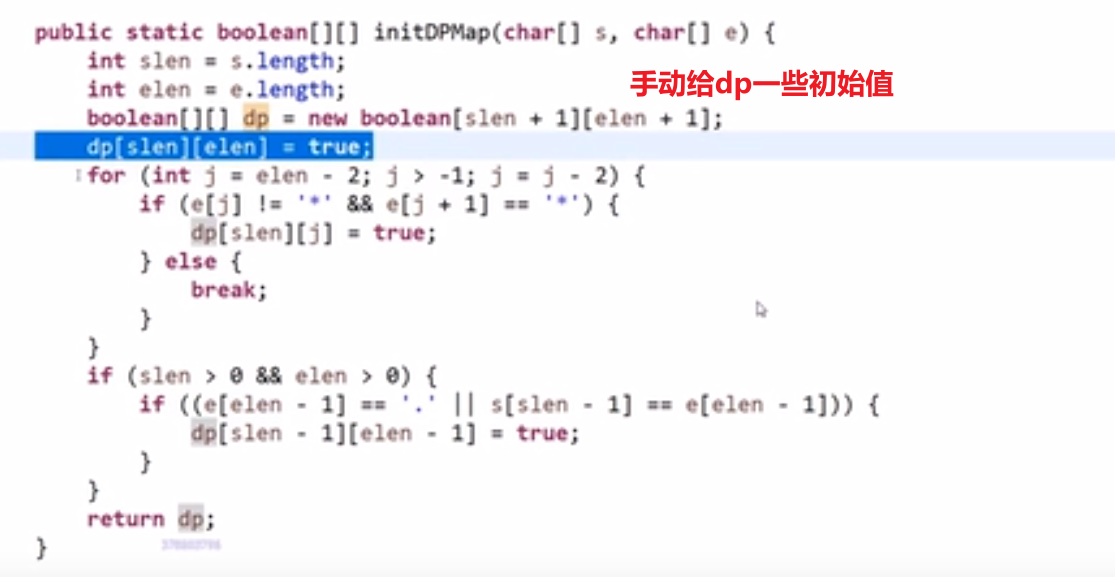 public static boolean[][] initDPMap(char[] s, char[] e) {
int slen = s.length;
手动给dp一些初始值
int elen = e.length;
boolean[][] dp = new boolean[slen + 1][elen + 1];
dp[slen][elen] = true;
for (int j = elen - 2; j > -1; j = j - 2) {
if (e[j] != '*' && e[j + 1] == '*') {
dp[slen][j] = true;
} else {
break;
}
}
if (slen > 0 && elen > 0) {
if ((e[elen - 1] == '.' || s[slen - 1] == e[elen - 1])) {
dp[slen - 1][elen - 1] = true;
}
}
return dp;
}